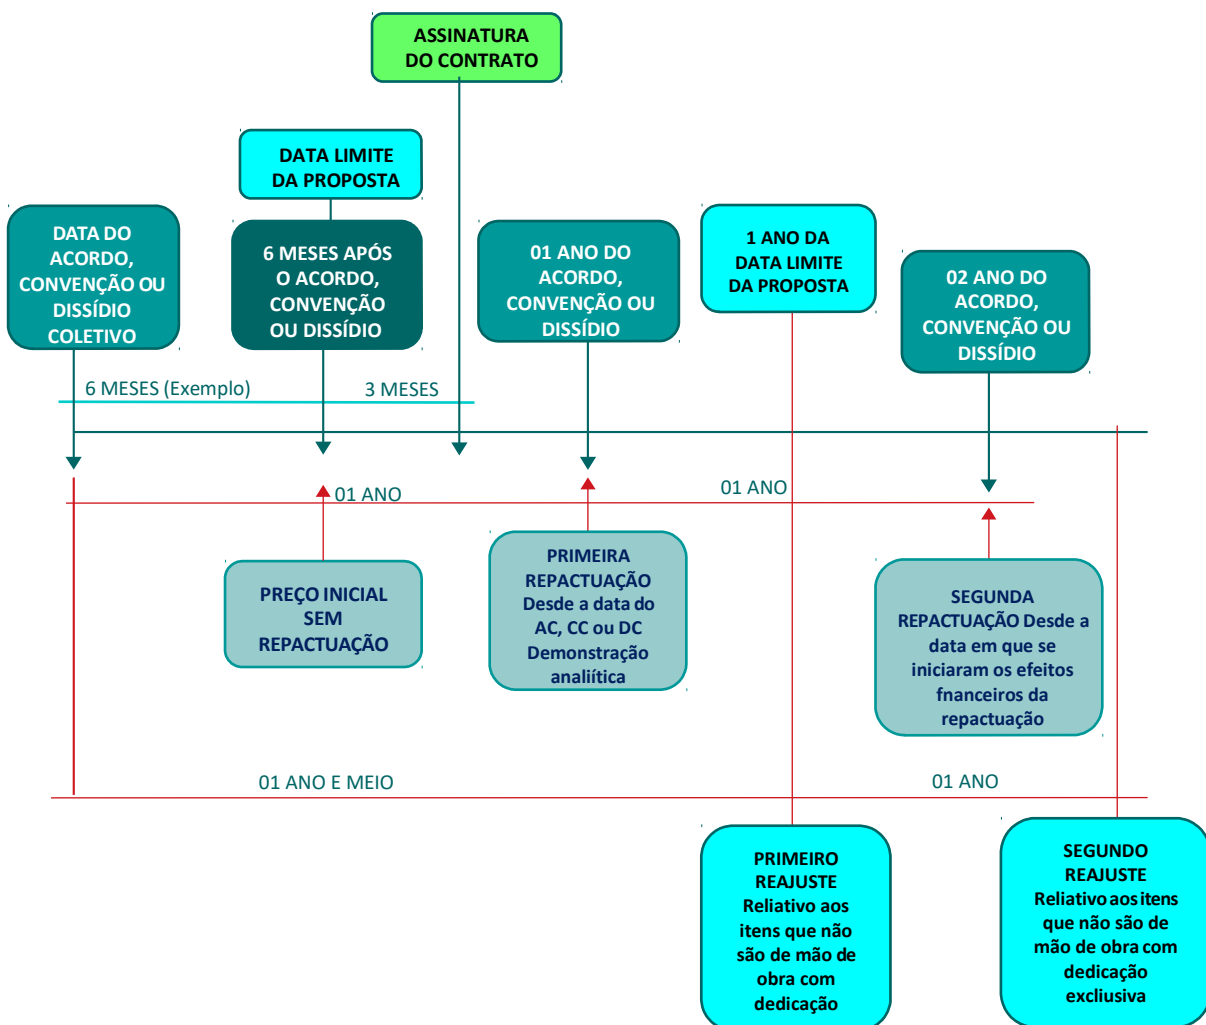 ASSINATURA
DO CONTRATO
DATA LIMITE
DA PROPOSTA
DATA DO
ACORDO,
CONVENÇÃO OU
DISSÍDIO
COLETIVO
6 MESES APÓS
O ACORDO,
CONVENÇÃO
OU DISSÍDIO
01 ANO DO
ACORDO,
CONVENÇÃO OU
DISSÍDIO
1 ANO DA
DATA LIMITE
DA PROPOSTA
02 ANO DO
ACORDO,
CONVENÇÃO OU
DISSÍDIO
6 MESES (Exemplo)
3 MESES
01 ANO
01 ANO
PREÇO INICIAL
SEM
REPACTUAÇÃO
PRIMEIRA
REPACTUAÇÃO
Desde a data do
AC, CC ou DC
Demonstração
analiítica
SEGUNDA
REPACTUAÇÃO Desde a
data em que se
iniciaram os efeitos
fnanceiros da
repactuação
01 ANO E MEIO
01 ANO
PRIMEIRO
REAJUSTE
Reliativo aos
itens que não
são de mão de
obra com
dedicação
SEGUNDO
REAJUSTE
Reliativo aos itens
que não são de
mão de obra com
dedicação
excliusiva